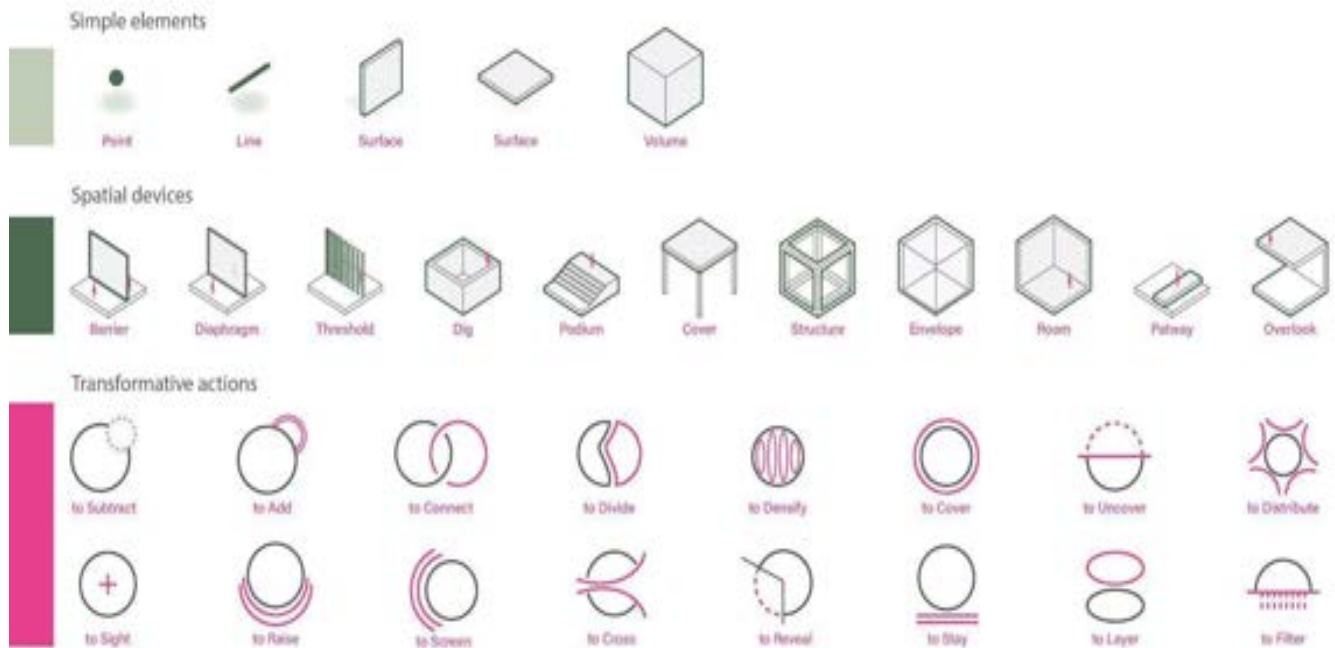 Simple elements
Point Line Surface Surface Volume
Spatial devices
Barrier Diaphragm Threshold Dig Podium Cover Structure Envelope Room Patway Overlook
Transformative actions
to Subtract to Add to Connect to Divide to Densify to Cover to Uncover to Distribute
to Sight to Raise to Screen to Cross to Reveal to Stay to Layer to Filter